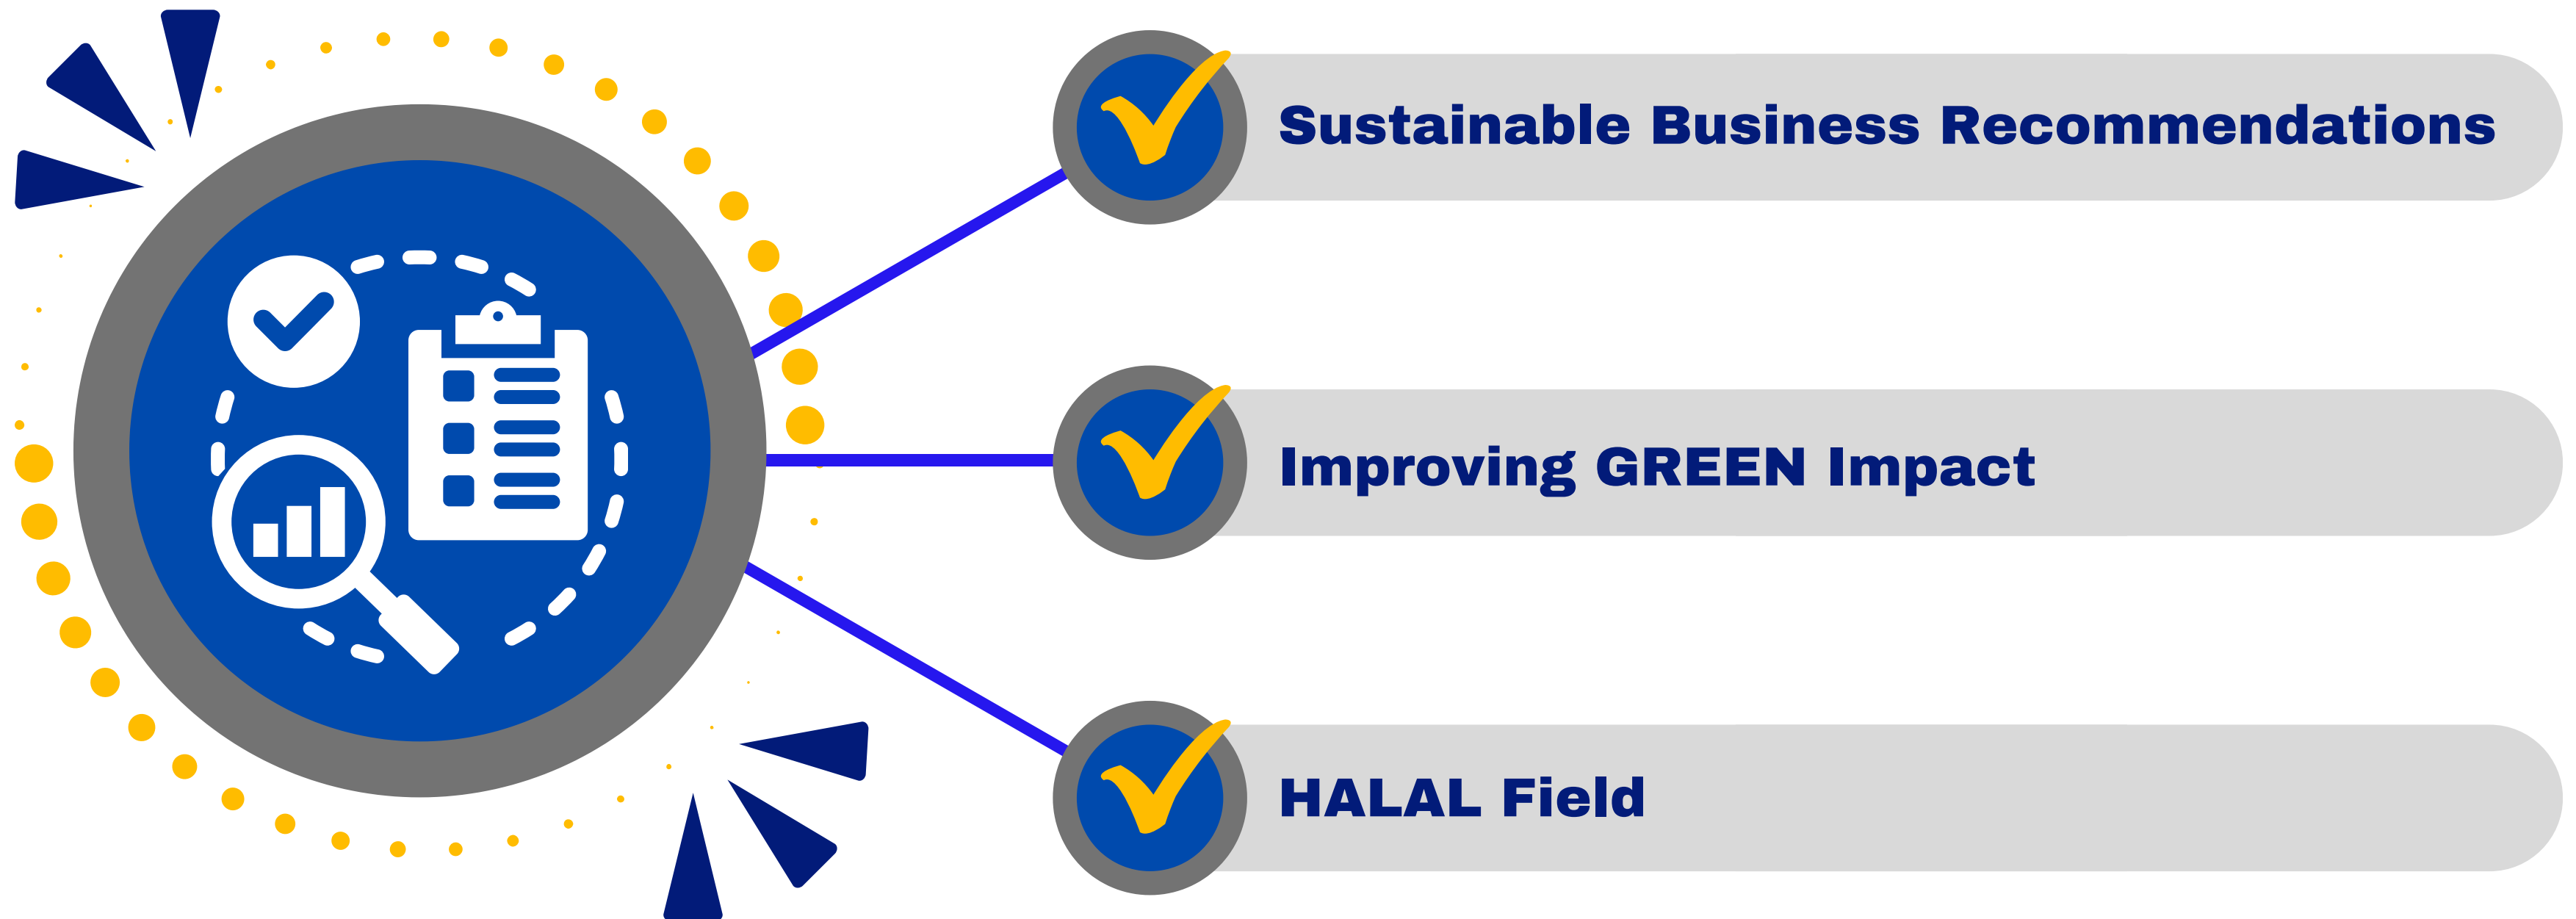 Sustainable Business Recommendations
Improving GREEN Impact
HALAL Field